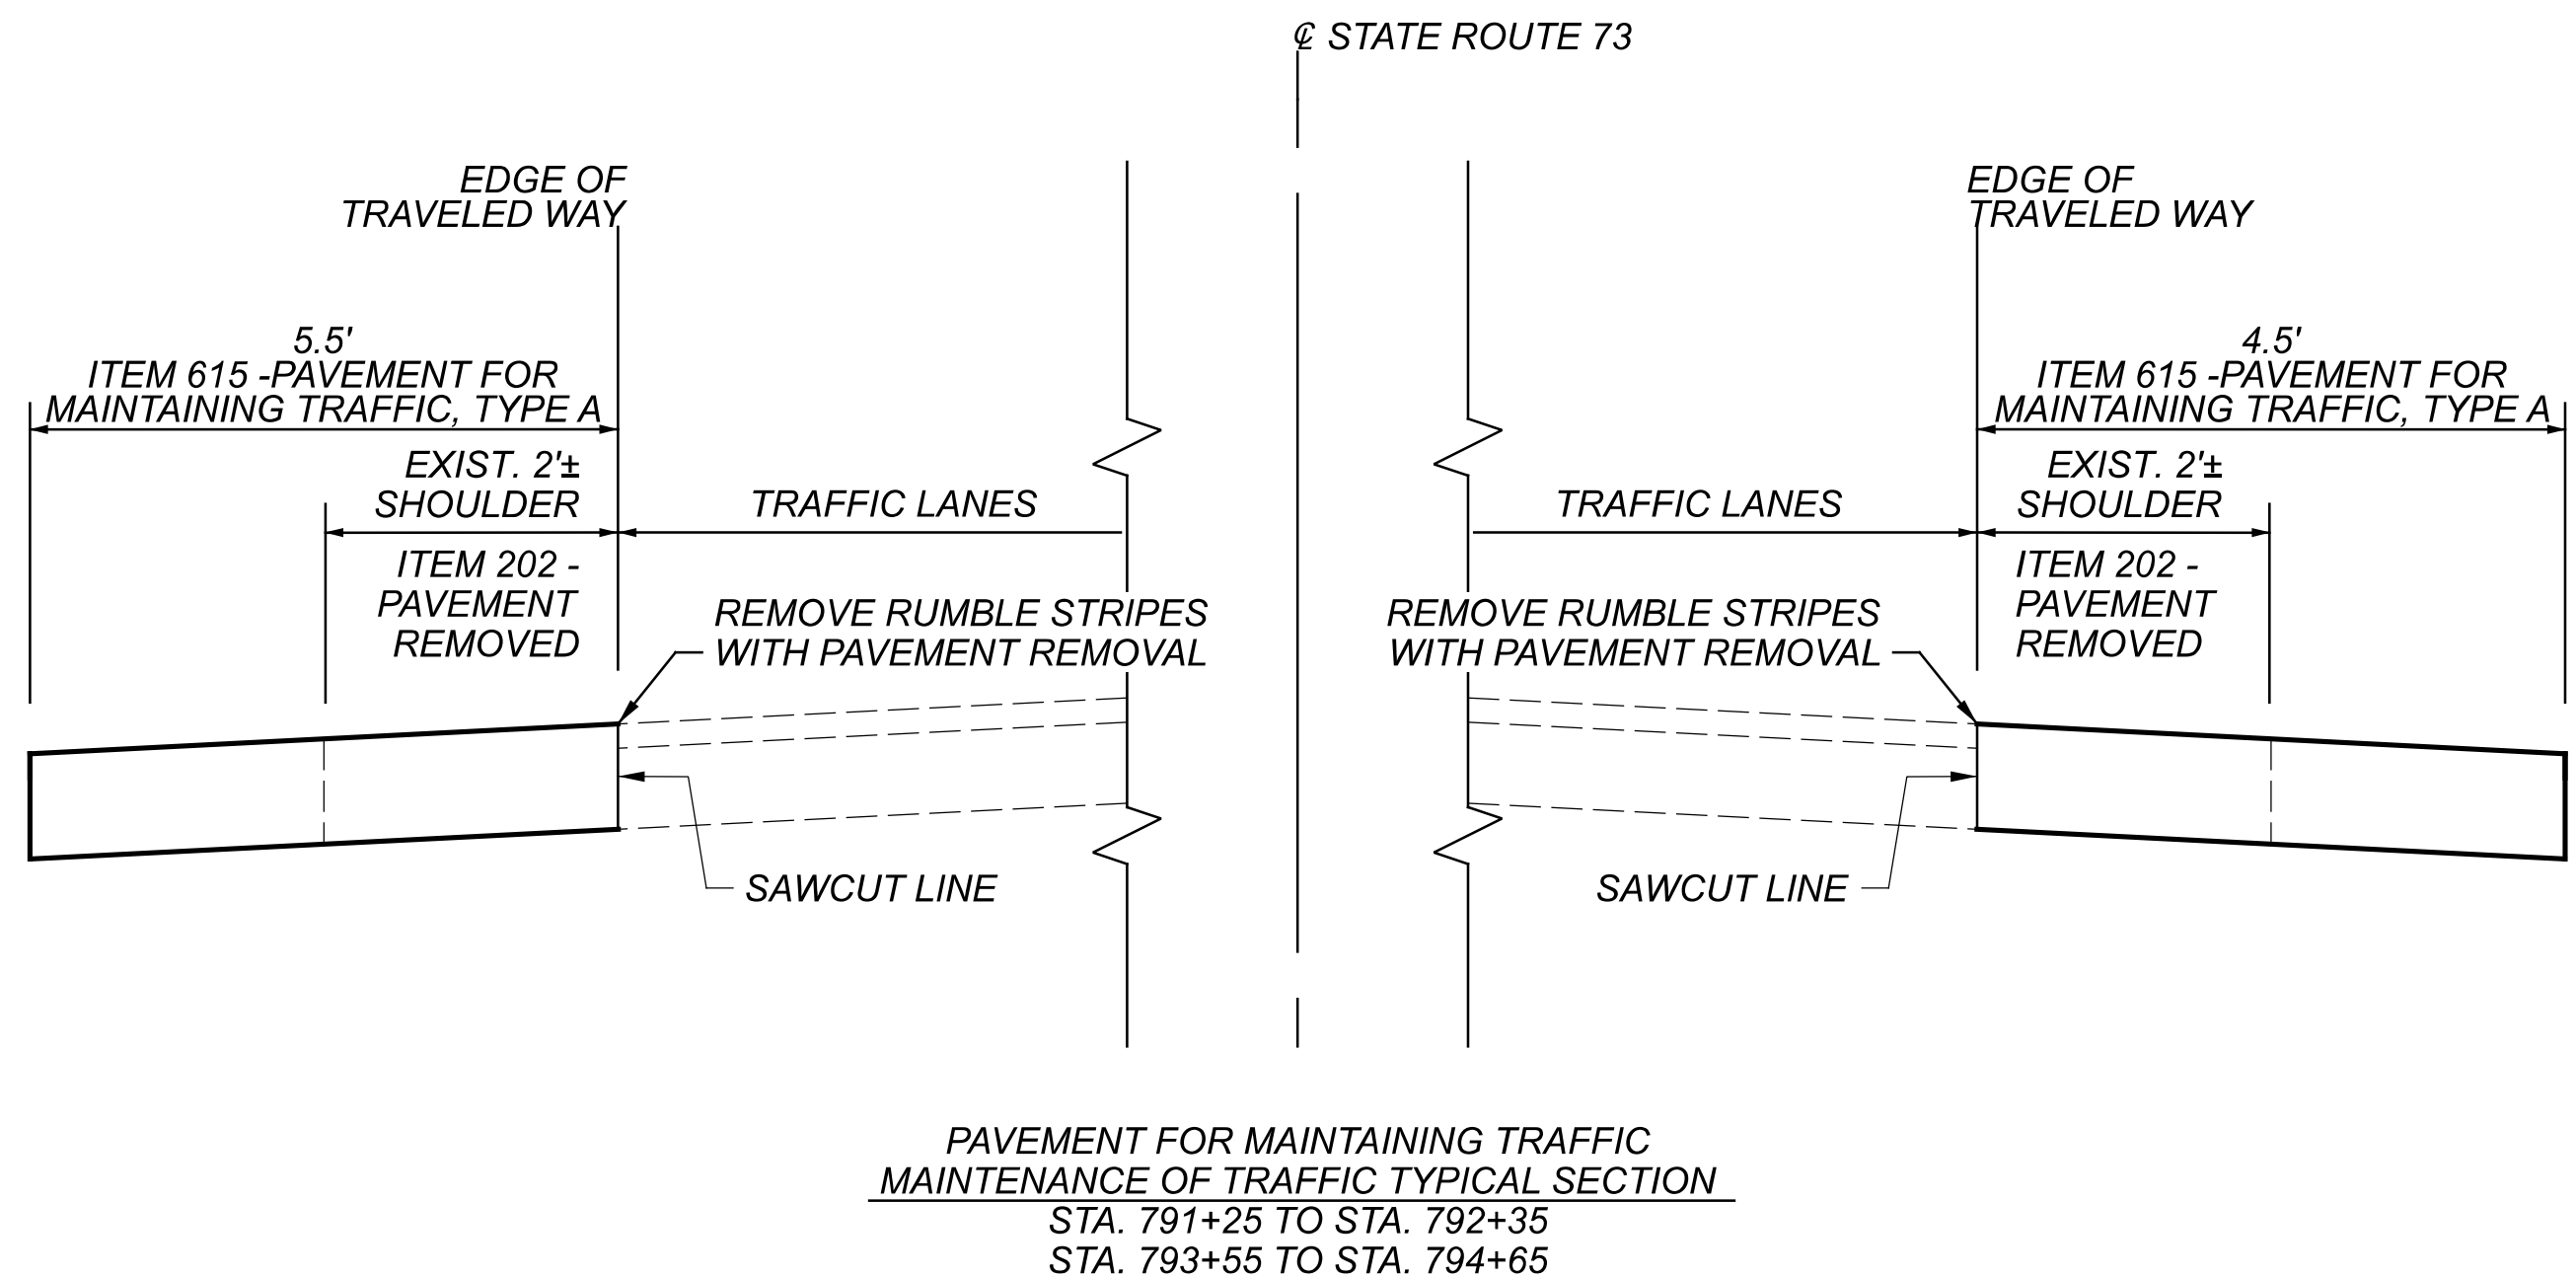 ℄ STATE ROUTE 73
EDGE OF
TRAVELED WAY
EDGE OF
TRAVELED WAY
5.5'
ITEM 615 -PAVEMENT FOR
MAINTAINING TRAFFIC, TYPE A
4.5'
ITEM 615 -PAVEMENT FOR
MAINTAINING TRAFFIC, TYPE A
EXIST. 2'±
SHOULDER
TRAFFIC LANES
TRAFFIC LANES
EXIST. 2'±
SHOULDER
ITEM 202 -
PAVEMENT
REMOVED
REMOVE RUMBLE STRIPES
WITH PAVEMENT REMOVAL
REMOVE RUMBLE STRIPES
WITH PAVEMENT REMOVAL
ITEM 202 -
PAVEMENT
REMOVED
SAWCUT LINE
SAWCUT LINE
PAVEMENT FOR MAINTAINING TRAFFIC
MAINTENANCE OF TRAFFIC TYPICAL SECTION
STA. 791+25 TO STA. 792+35
STA. 793+55 TO STA. 794+65